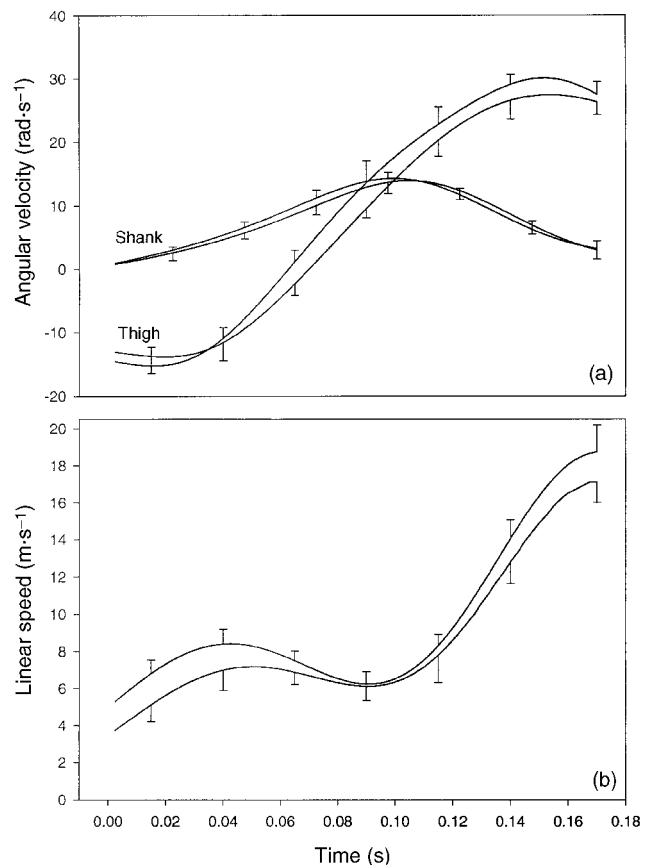 40
30
20
10
0
-10
-20
Angular velocity (rad·s⁻¹)
Shank
Thigh
(a)
20
18
16
14
12
10
8
6
4
2
0
Linear speed (m·s⁻¹)
(b)
0.00 0.02 0.04 0.06 0.08 0.10 0.12 0.14 0.16 0.18
Time (s)